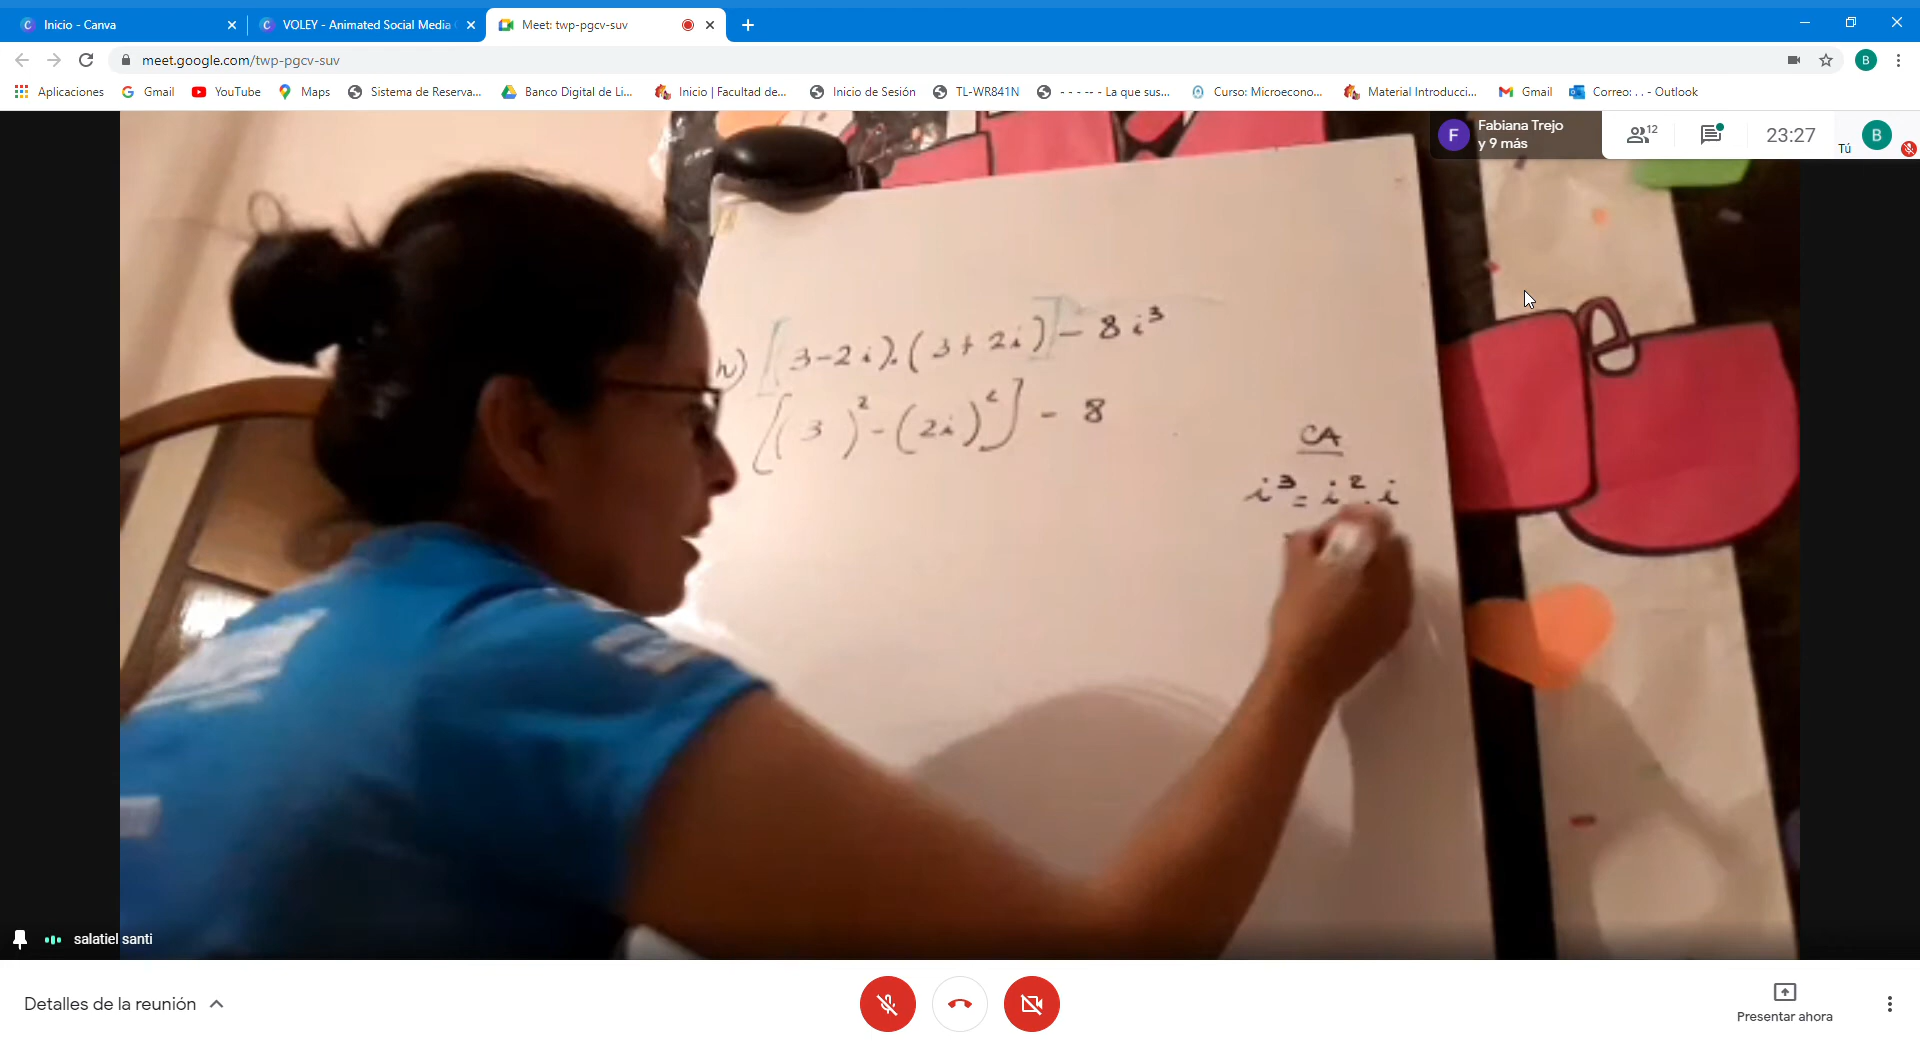 Inicio - Canva
VOLEY - Animated Social Media
Meet: twp-pgcv-suv
meet.google.com/twp-pgcv-suv
B
Aplicaciones
Gmail
YouTube
Maps
Sistema de Reserva...
Banco Digital de Li...
Inicio | Facultad de...
Inicio de Sesión
TL-WR841N
- - - -- - La que sus...
Curso: Microecono...
Material Introducci...
Gmail
Correo: . . - Outlook
F
Fabiana Trejo
y 9 más
12
23:27
Tú
B
h) [(3-2i).(3+2i)] - 8i³
[(3)² - (2i)²] - 8
CA
i³ = i² . i
salatiel santi
Detalles de la reunión
Presentar ahora